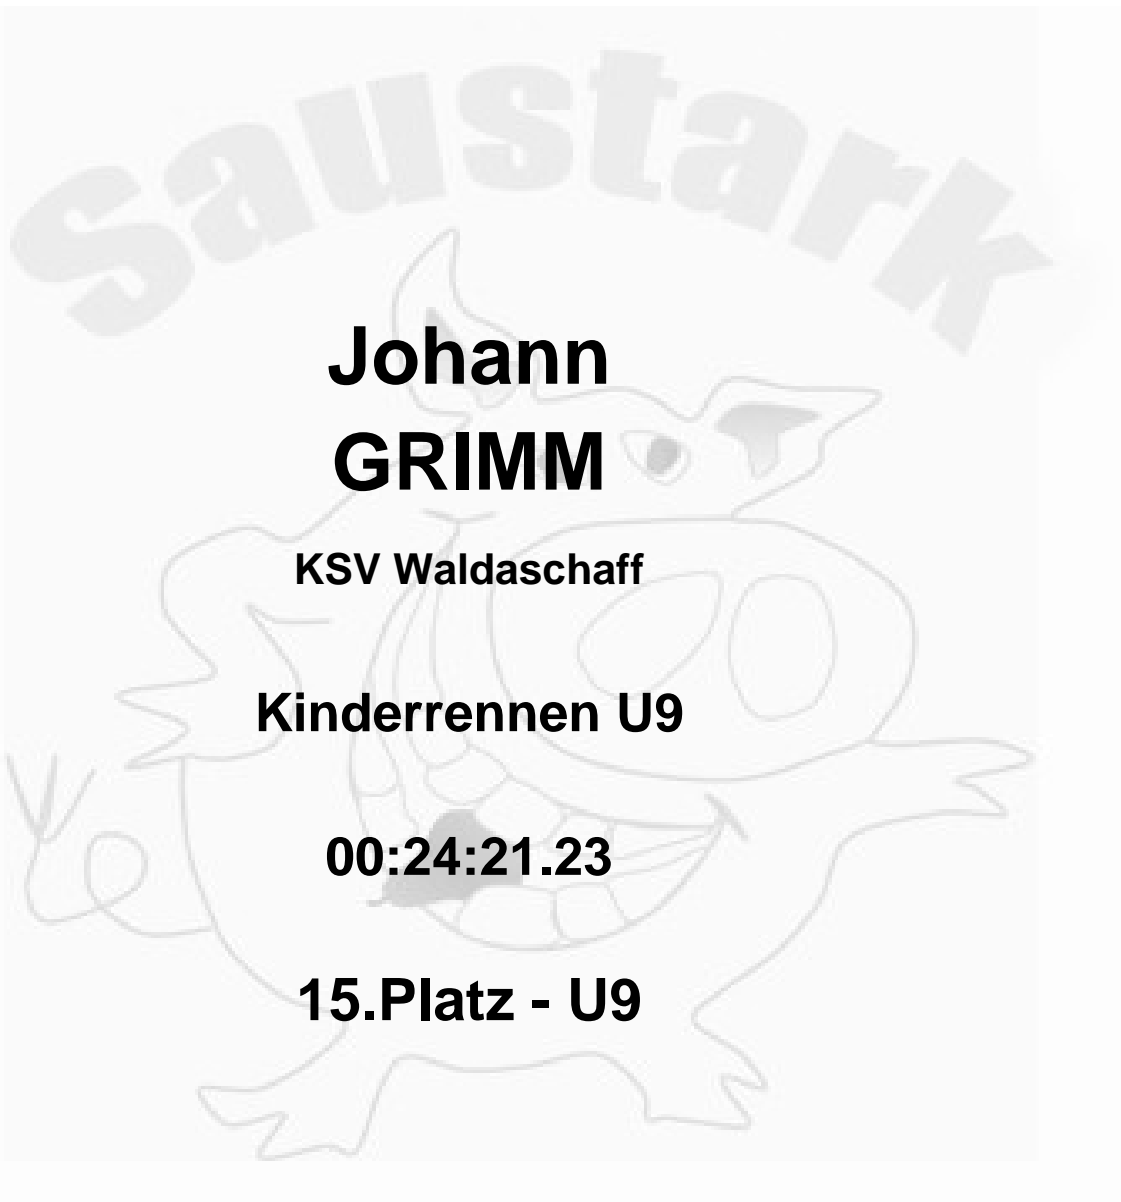 Saustark
Johann
GRIMM
KSV Waldaschaff
Kinderrennen U9
00:24:21.23
15.Platz - U9